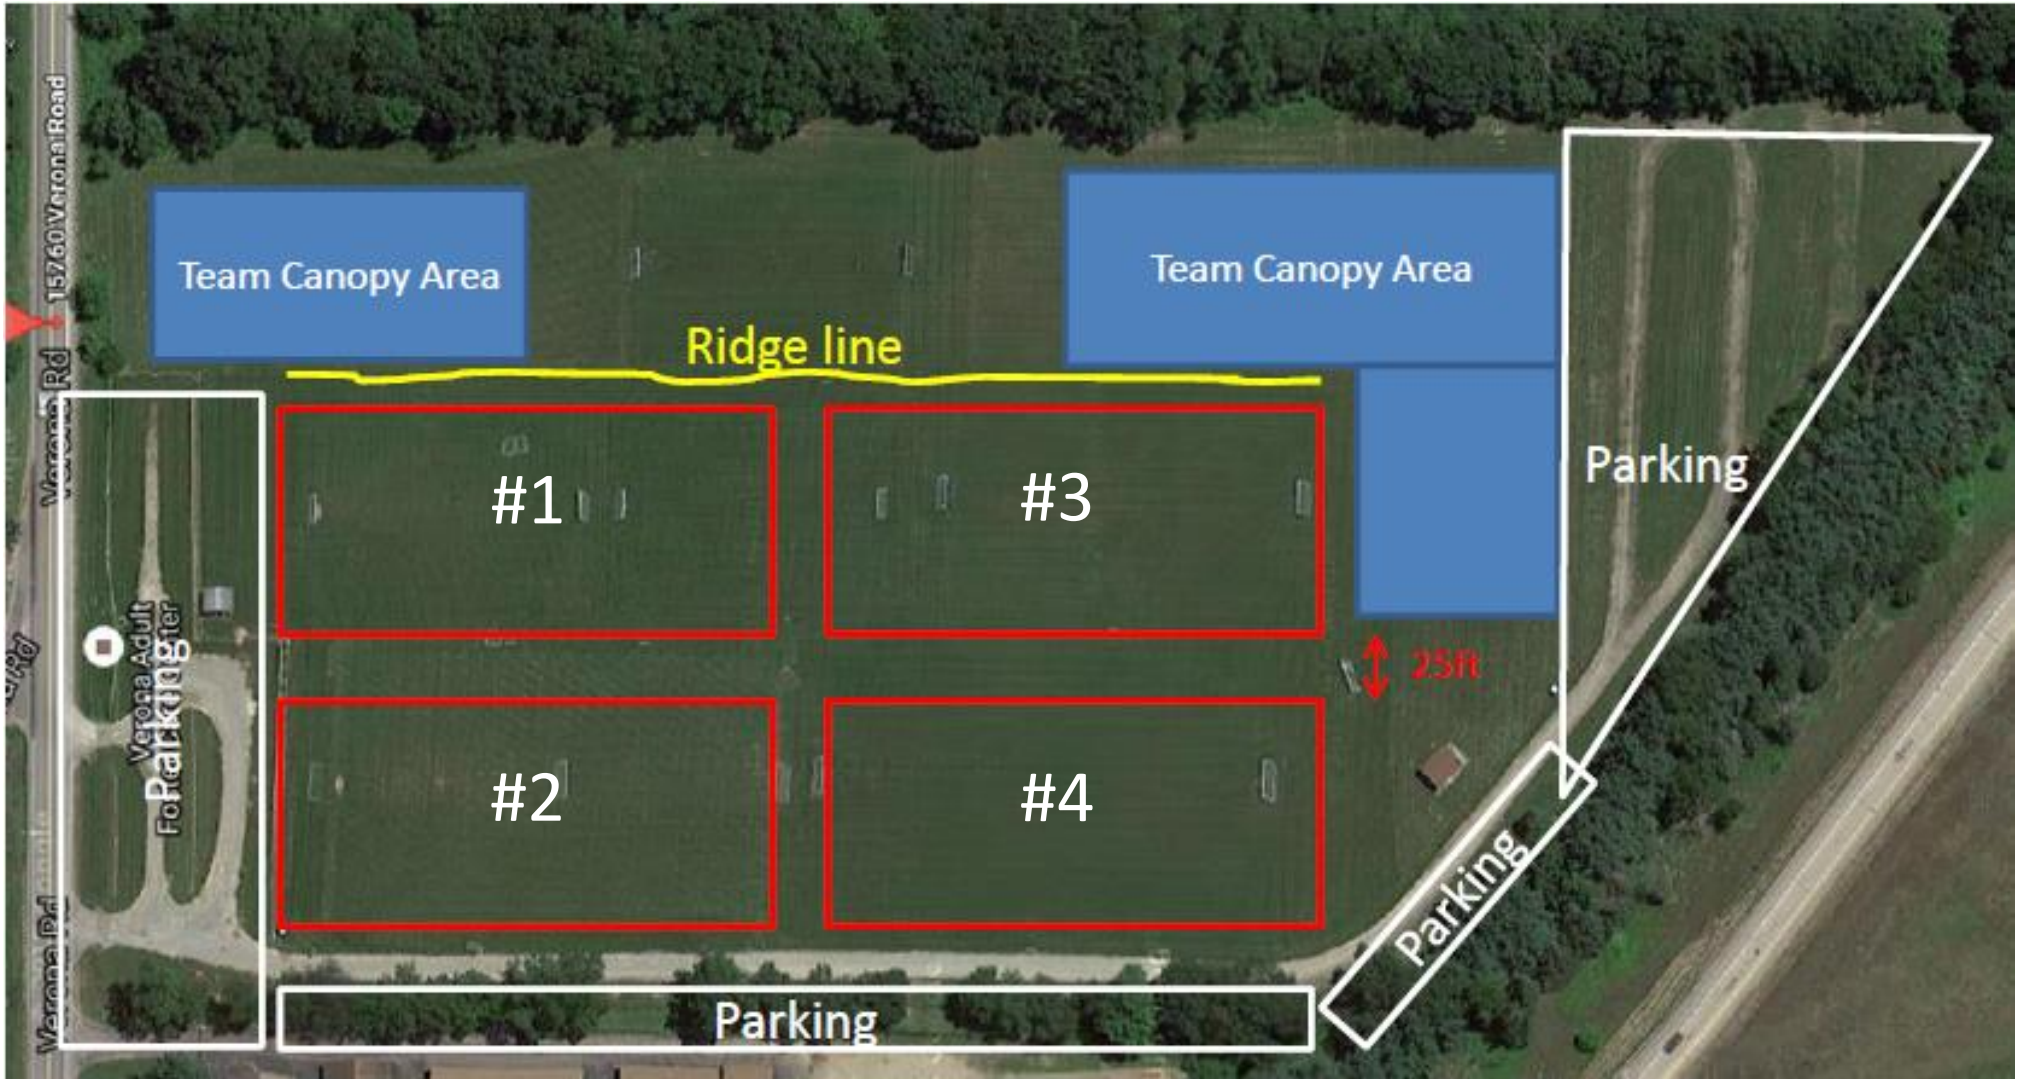 15760 Verona Road
Team Canopy Area
Team Canopy Area
Ridge line
Verona Rd
#1
#3
Parking
Verona Adult
Parking
25ft
#2
#4
Parking
Verona Rd
Parking